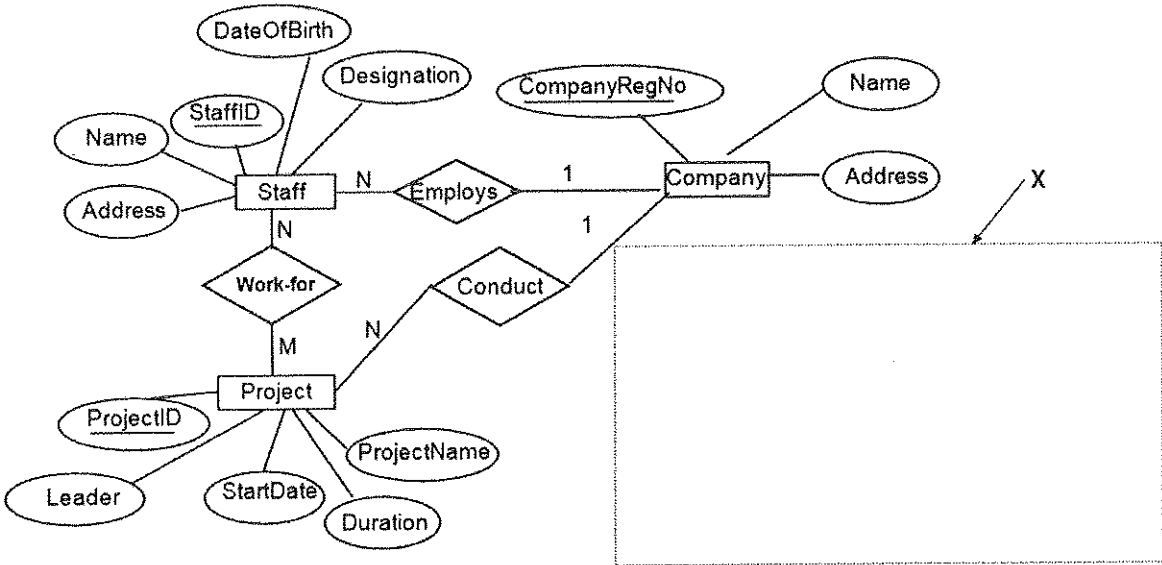 DateOfBirth
Designation
CompanyRegNo
Name
StaffID
Name
Address
Staff
N
Employs
1
Company
Address
X
N
1
Work-for
Conduct
N
M
Project
ProjectID
ProjectName
Leader
StartDate
Duration